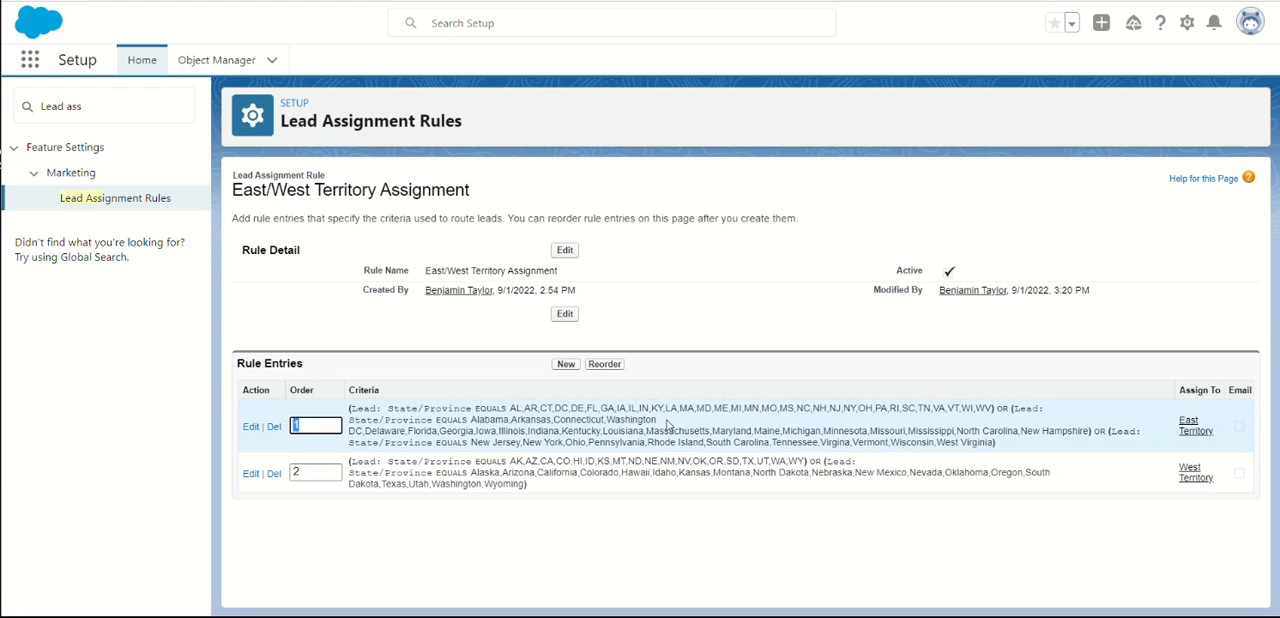 Search Setup
Setup
Home
Object Manager
Lead ass
Feature Settings
Marketing
Lead Assignment Rules
Didn't find what you're looking for?
Try using Global Search.
SETUP
Lead Assignment Rules
Lead Assignment Rule
East/West Territory Assignment
Help for this Page
Add rule entries that specify the criteria used to route leads. You can reorder rule entries on this page after you create them.
Rule Detail
Edit
Rule Name East/West Territory Assignment Active
Created By Benjamin Taylor, 9/1/2022, 2:54 PM Modified By Benjamin Taylor, 9/1/2022, 3:20 PM
Edit
Rule Entries
New Reorder
Action Order Criteria Assign To Email
Edit | Del
1
(Lead: State/Province EQUALS AL,AR,CT,DC,DE,FL,GA,IA,IL,IN,KY,LA,MA,MD,ME,MI,MN,MO,MS,NC,NH,NJ,NY,OH,PA,RI,SC,TN,VA,VT,WI,WV) OR (Lead:
State/Province EQUALS Alabama,Arkansas,Connecticut,Washington
DC,Delaware,Florida,Georgia,Iowa,Illinois,Indiana,Kentucky,Louisiana,Massachusetts,Maryland,Maine,Michigan,Minnesota,Missouri,Mississippi,North Carolina,New Hampshire) OR (Lead:
State/Province EQUALS New Jersey,New York,Ohio,Pennsylvania,Rhode Island,South Carolina,Tennessee,Virgina,Vermont,Wisconsin,West Virginia)
East
Territory
Edit | Del
2
(Lead: State/Province EQUALS AK,AZ,CA,CO,HI,ID,KS,MT,ND,NE,NM,NV,OK,OR,SD,TX,UT,WA,WY) OR (Lead:
State/Province EQUALS Alaska,Arizona,California,Colorado,Hawaii,Idaho,Kansas,Montana,North Dakota,Nebraska,New Mexico,Nevada,Oklahoma,Oregon,South
Dakota,Texas,Utah,Washington,Wyoming)
West
Territory